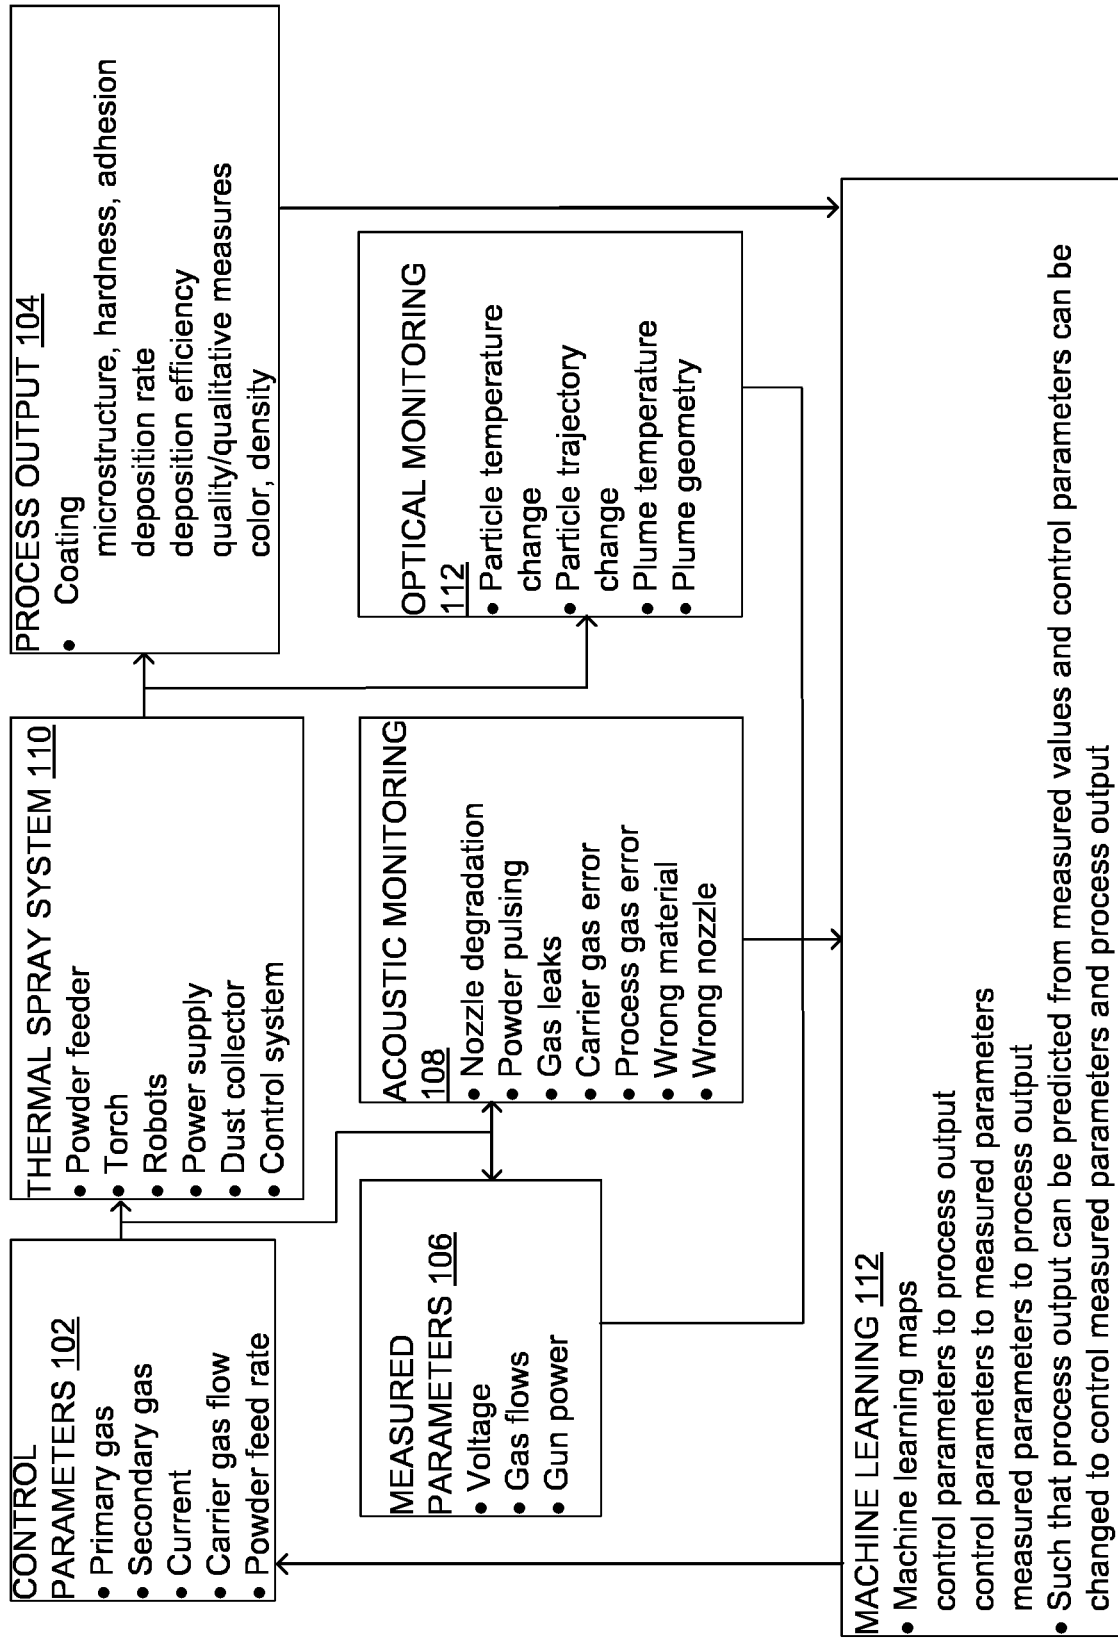 CONTROL
PARAMETERS 102
• Primary gas
• Secondary gas
• Current
• Carrier gas flow
• Powder feed rate
THERMAL SPRAY SYSTEM 110
• Powder feeder
• Torch
• Robots
• Power supply
• Dust collector
• Control system
PROCESS OUTPUT 104
• Coating
microstructure, hardness, adhesion
deposition rate
deposition efficiency
quality/qualitative measures
color, density
MEASURED
PARAMETERS 106
• Voltage
• Gas flows
• Gun power
ACOUSTIC MONITORING
108
• Nozzle degradation
• Powder pulsing
• Gas leaks
• Carrier gas error
• Process gas error
• Wrong material
• Wrong nozzle
OPTICAL MONITORING
112
• Particle temperature
change
• Particle trajectory
change
• Plume temperature
• Plume geometry
MACHINE LEARNING 112
• Machine learning maps
control parameters to process output
control parameters to measured parameters
measured parameters to process output
• Such that process output can be predicted from measured values and control parameters can be
changed to control measured parameters and process output